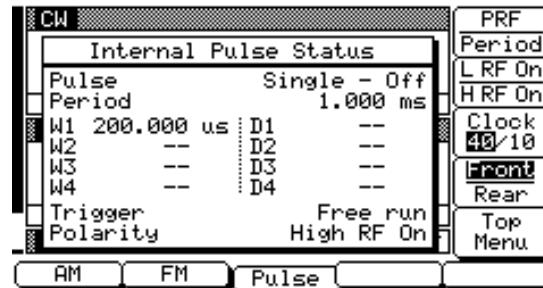 CW
Internal Pulse Status
Pulse Single - Off
Period 1.000 ms
W1 200.000 us D1 --
W2 -- D2 --
W3 -- D3 --
W4 -- D4 --
Trigger Free run
Polarity High RF On
PRF
Period
L RF On
H RF On
Clock
40/10
Front
Rear
Top
Menu
AM FM Pulse